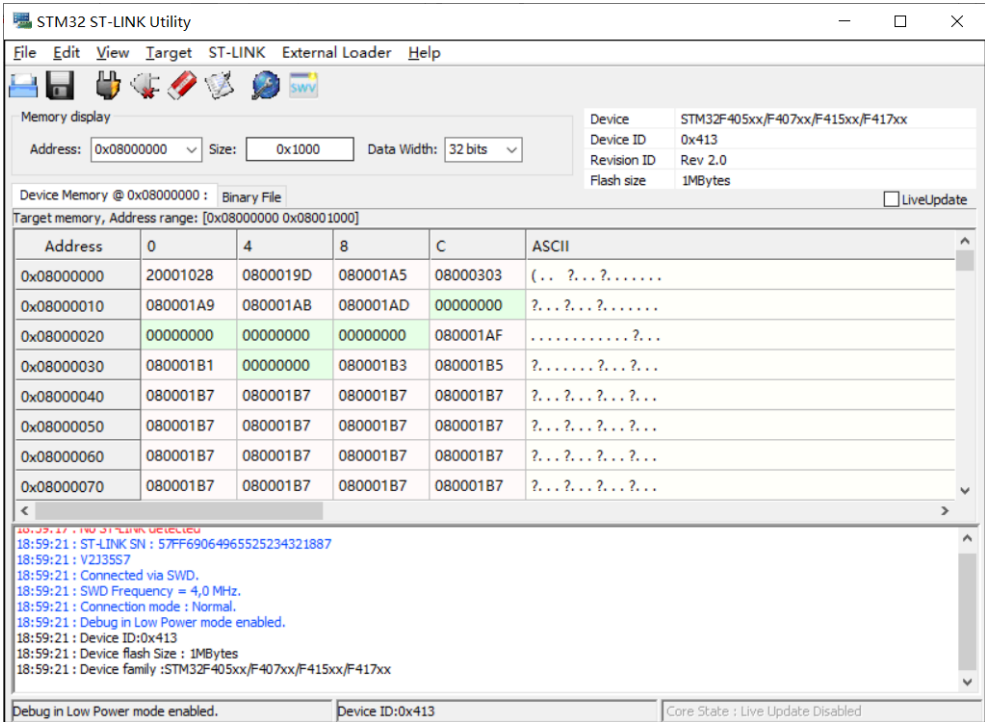 STM32 ST-LINK Utility
File Edit View Target ST-LINK External Loader Help
SWV
Memory display
Address: 0x08000000 Size: 0x1000 Data Width: 32 bits
Device STM32F405xx/F407xx/F415xx/F417xx
Device ID 0x413
Revision ID Rev 2.0
Flash size 1MBytes
Device Memory @ 0x08000000 : Binary File LiveUpdate
Target memory, Address range: [0x08000000 0x08001000]
Address 0 4 8 C ASCII
0x08000000 20001028 0800019D 080001A5 08000303 (.. ?...?.......
0x08000010 080001A9 080001AB 080001AD 00000000 ?...?...?.......
0x08000020 00000000 00000000 00000000 080001AF ............?...
0x08000030 080001B1 00000000 080001B3 080001B5 ?.......?...?...
0x08000040 080001B7 080001B7 080001B7 080001B7 ?...?...?...?...
0x08000050 080001B7 080001B7 080001B7 080001B7 ?...?...?...?...
0x08000060 080001B7 080001B7 080001B7 080001B7 ?...?...?...?...
0x08000070 080001B7 080001B7 080001B7 080001B7 ?...?...?...?...
18:59:17 : No ST-LINK detected
18:59:21 : ST-LINK SN : 57FF69064965525234321887
18:59:21 : V2J35S7
18:59:21 : Connected via SWD.
18:59:21 : SWD Frequency = 4,0 MHz.
18:59:21 : Connection mode : Normal.
18:59:21 : Debug in Low Power mode enabled.
18:59:21 : Device ID:0x413
18:59:21 : Device flash Size : 1MBytes
18:59:21 : Device family :STM32F405xx/F407xx/F415xx/F417xx
Debug in Low Power mode enabled. Device ID:0x413 Core State : Live Update Disabled